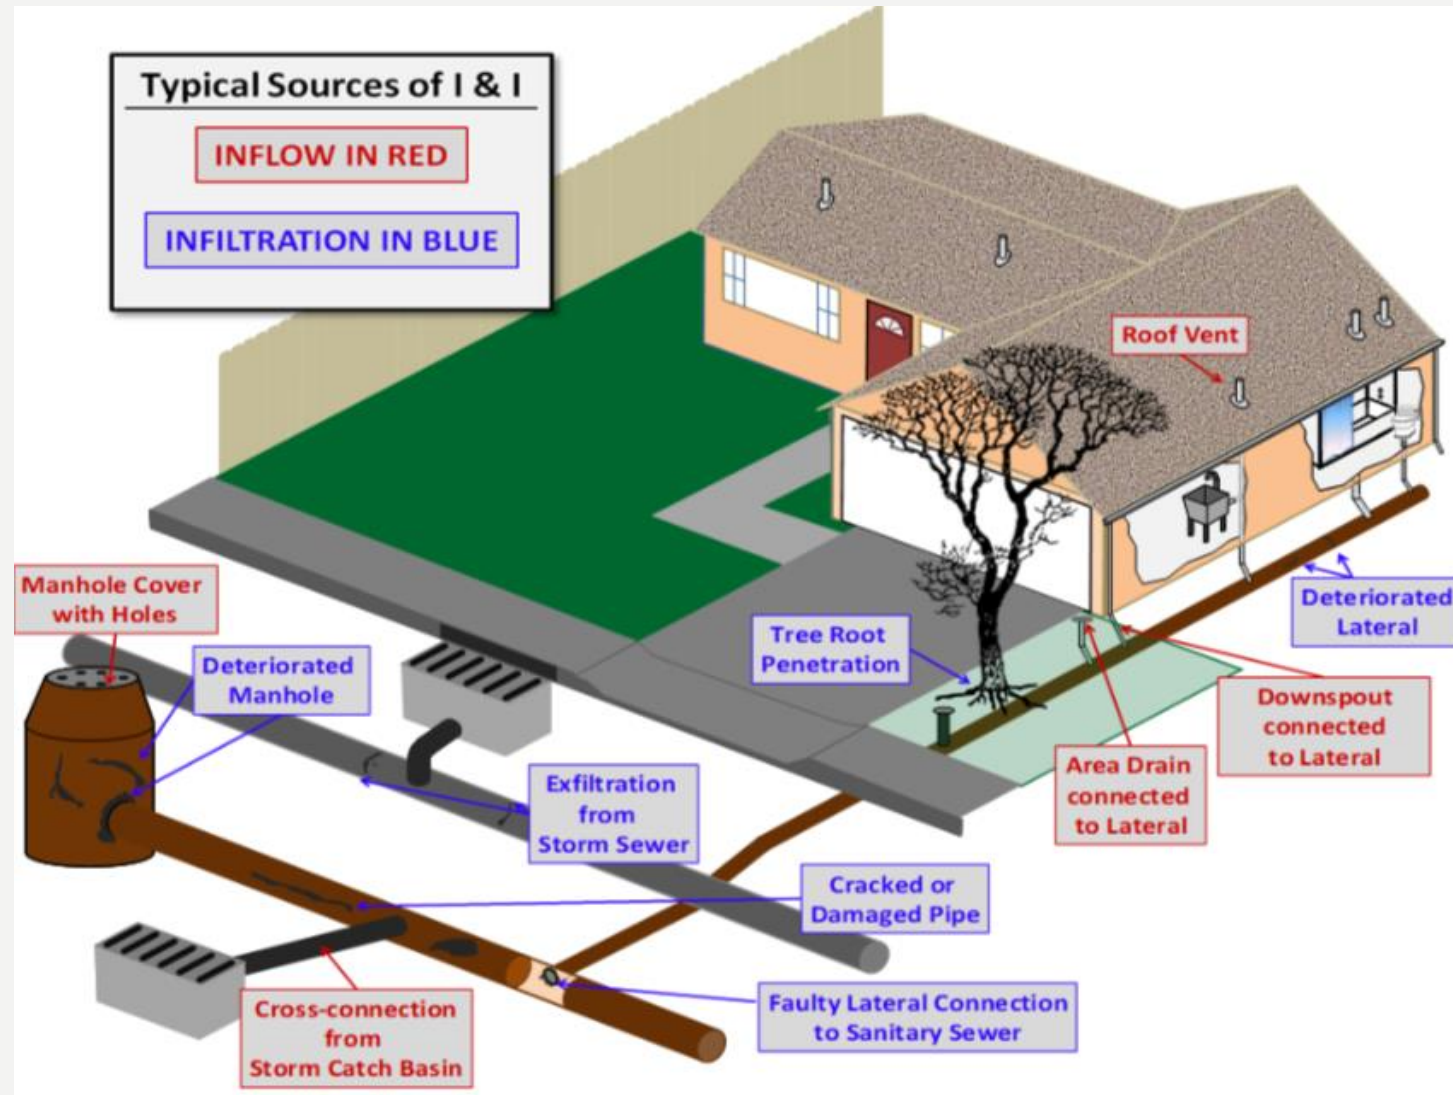 Typical Sources of I & I
INFLOW IN RED
INFILTRATION IN BLUE
Roof Vent
Manhole Cover
with Holes
Deteriorated
Manhole
Tree Root
Penetration
Deteriorated
Lateral
Downspout
connected
to Lateral
Area Drain
connected
to Lateral
Exfiltration
from
Storm Sewer
Cracked or
Damaged Pipe
Faulty Lateral Connection
to Sanitary Sewer
Cross-connection
from
Storm Catch Basin